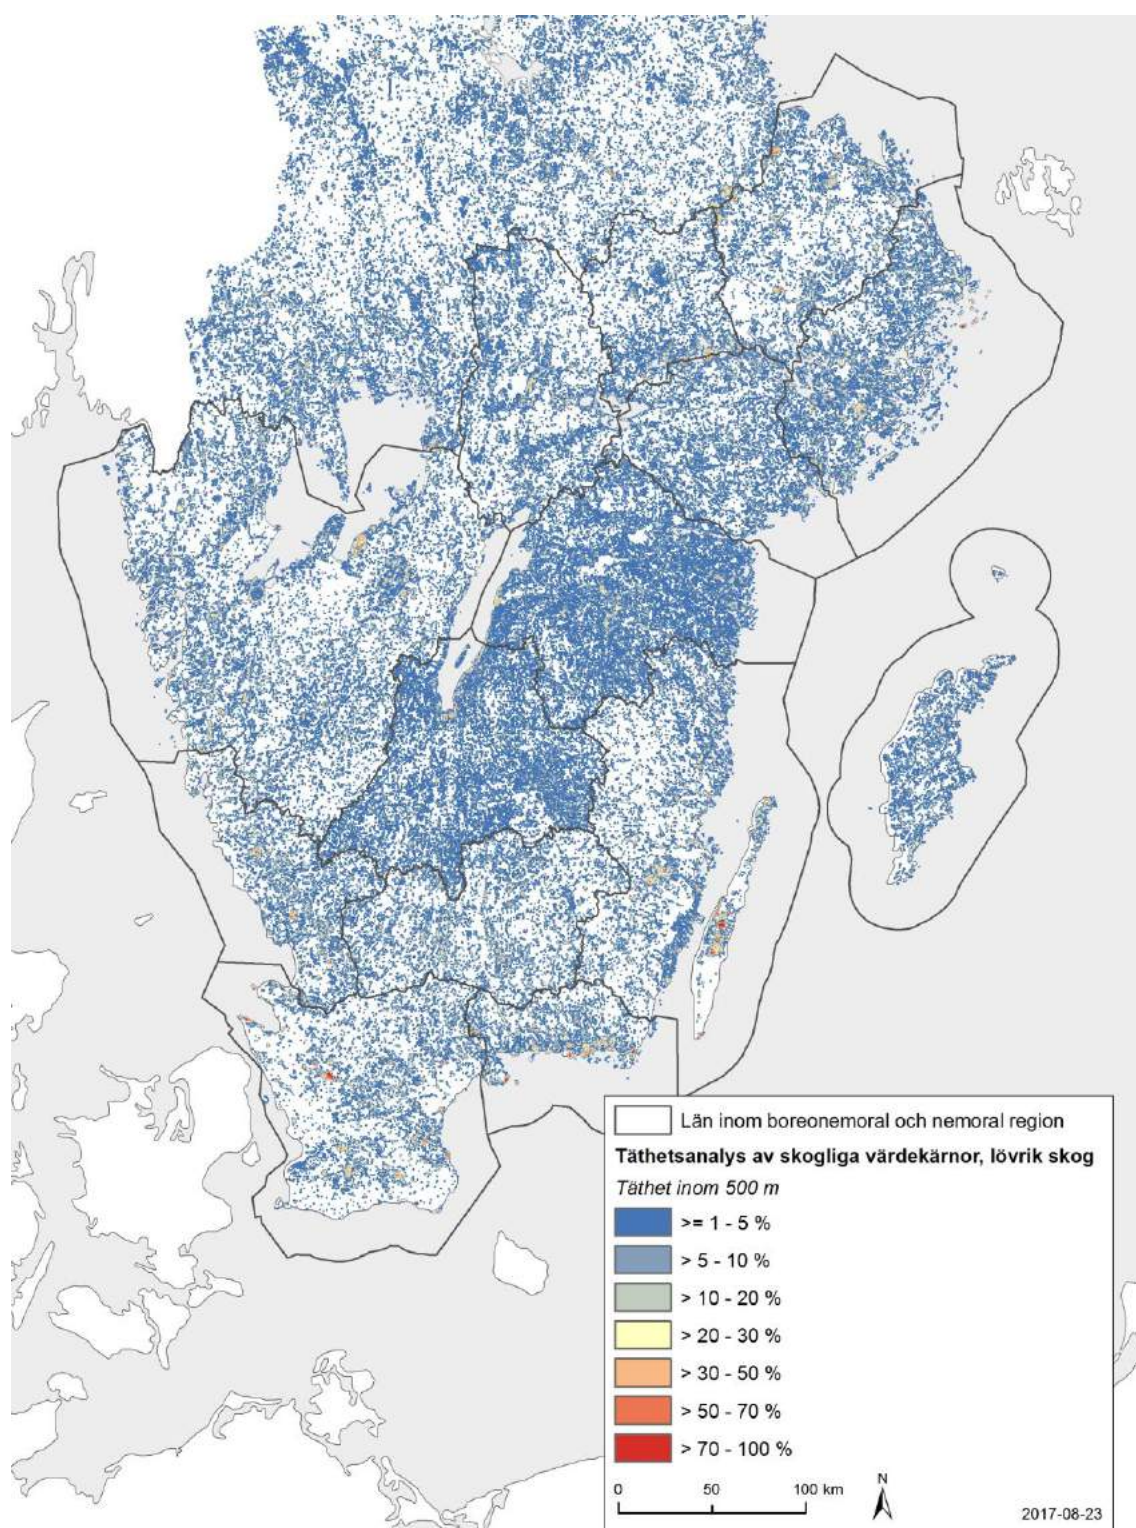 Län inom boreonemoral och nemoral region
Täthetsanalys av skogliga värdekärnor, lövrik skog
Täthet inom 500 m
>= 1 - 5 %
> 5 - 10 %
> 10 - 20 %
> 20 - 30 %
> 30 - 50 %
> 50 - 70 %
> 70 - 100 %
0 50 100 km
N
2017-08-23